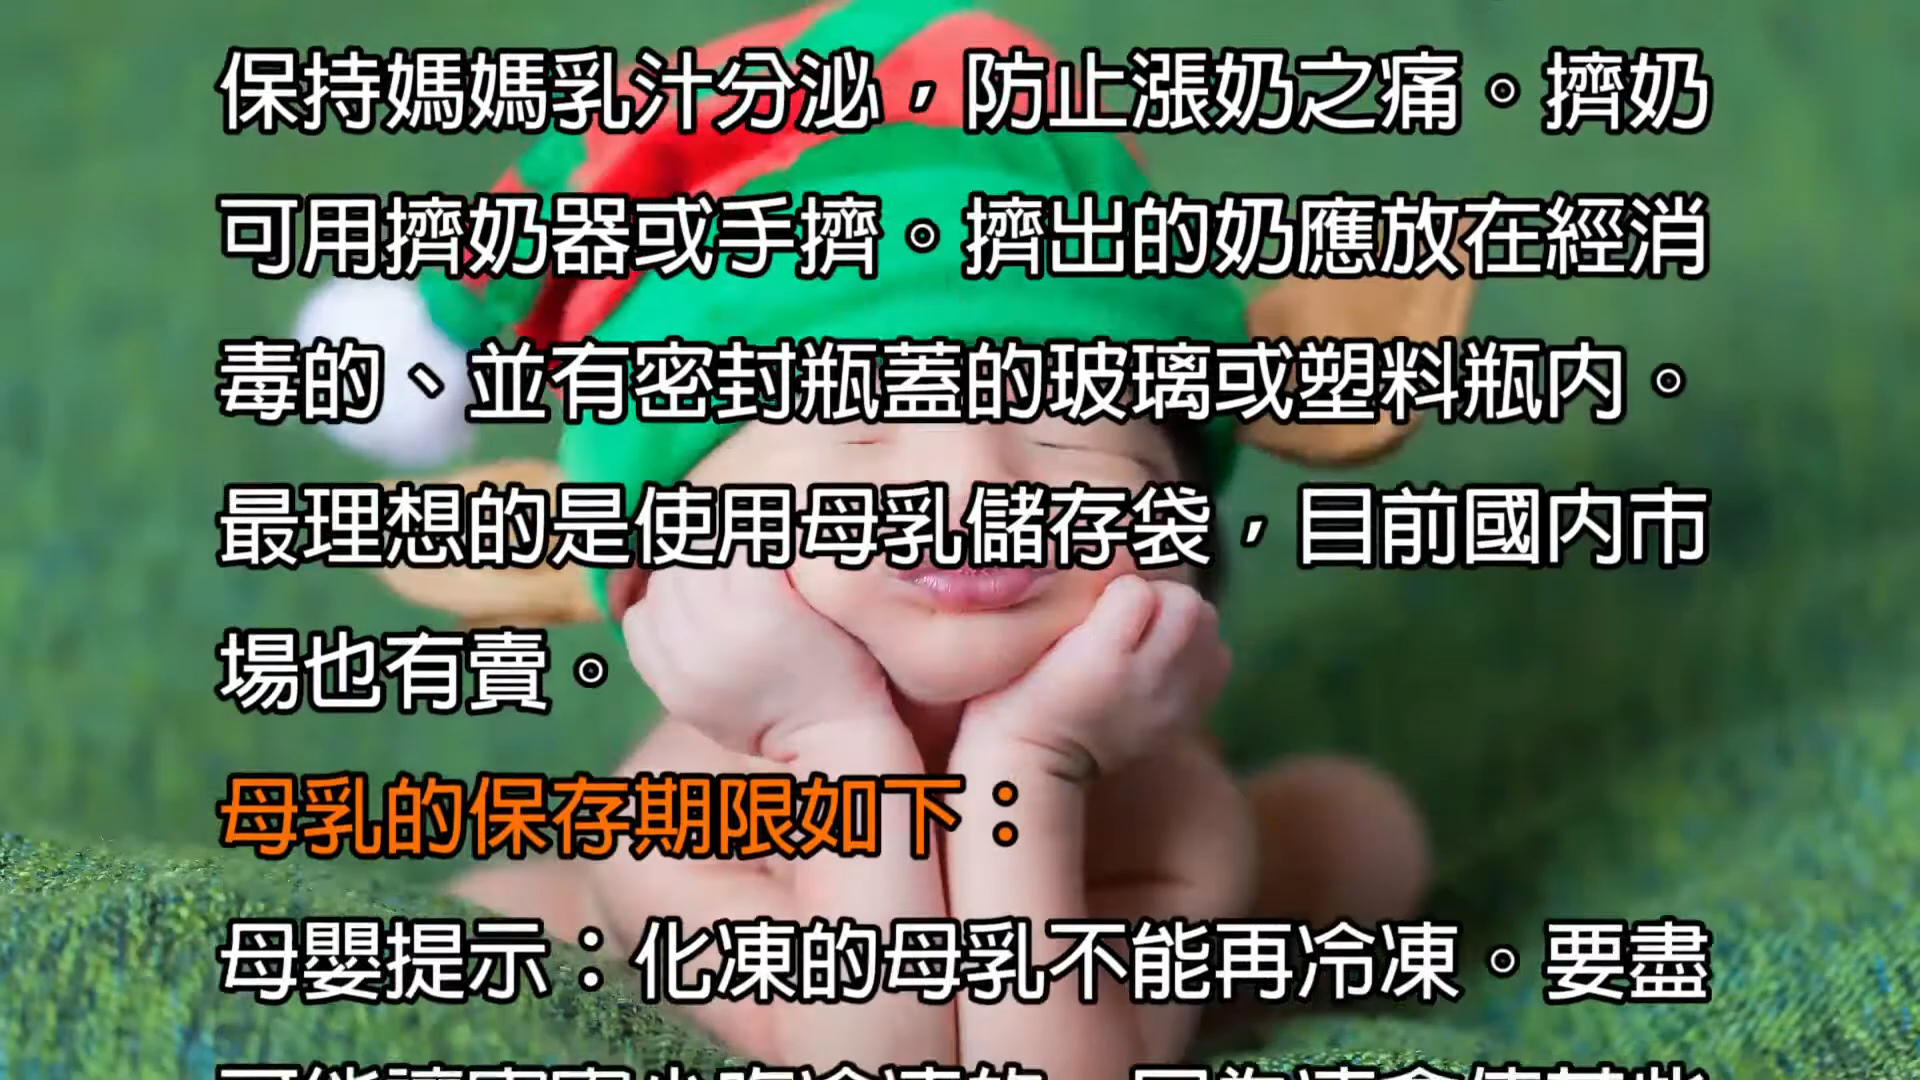 保持媽媽乳汁分泌，防止漲奶之痛。擠奶
可用擠奶器或手擠。擠出的奶應放在經消
毒的、並有密封瓶蓋的玻璃或塑料瓶內。
最理想的是使用母乳儲存袋，目前國內市
場也有賣。
母乳的保存期限如下：
母嬰提示：化凍的母乳不能再冷凍。要盡